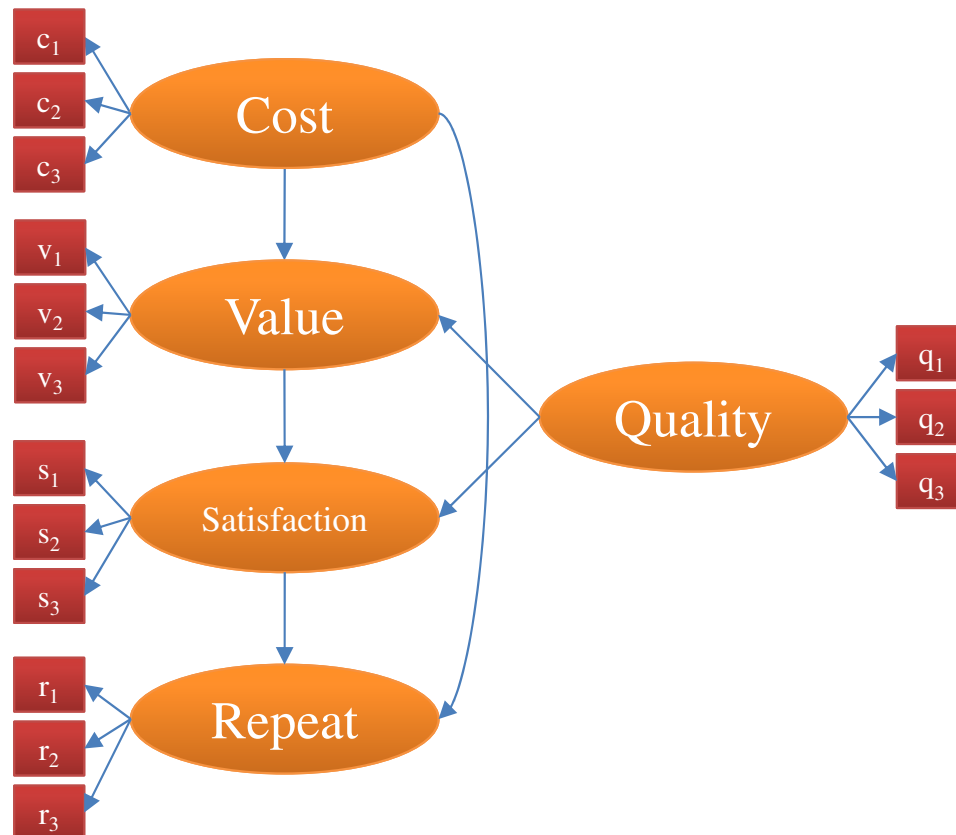 c₁
c₂
c₃
Cost
v₁
v₂
v₃
Value
s₁
s₂
s₃
Satisfaction
r₁
r₂
r₃
Repeat
Quality
q₁
q₂
q₃